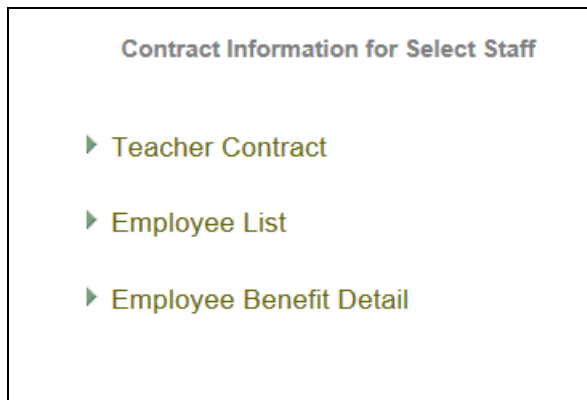 Contract Information for Select Staff
Teacher Contract
Employee List
Employee Benefit Detail